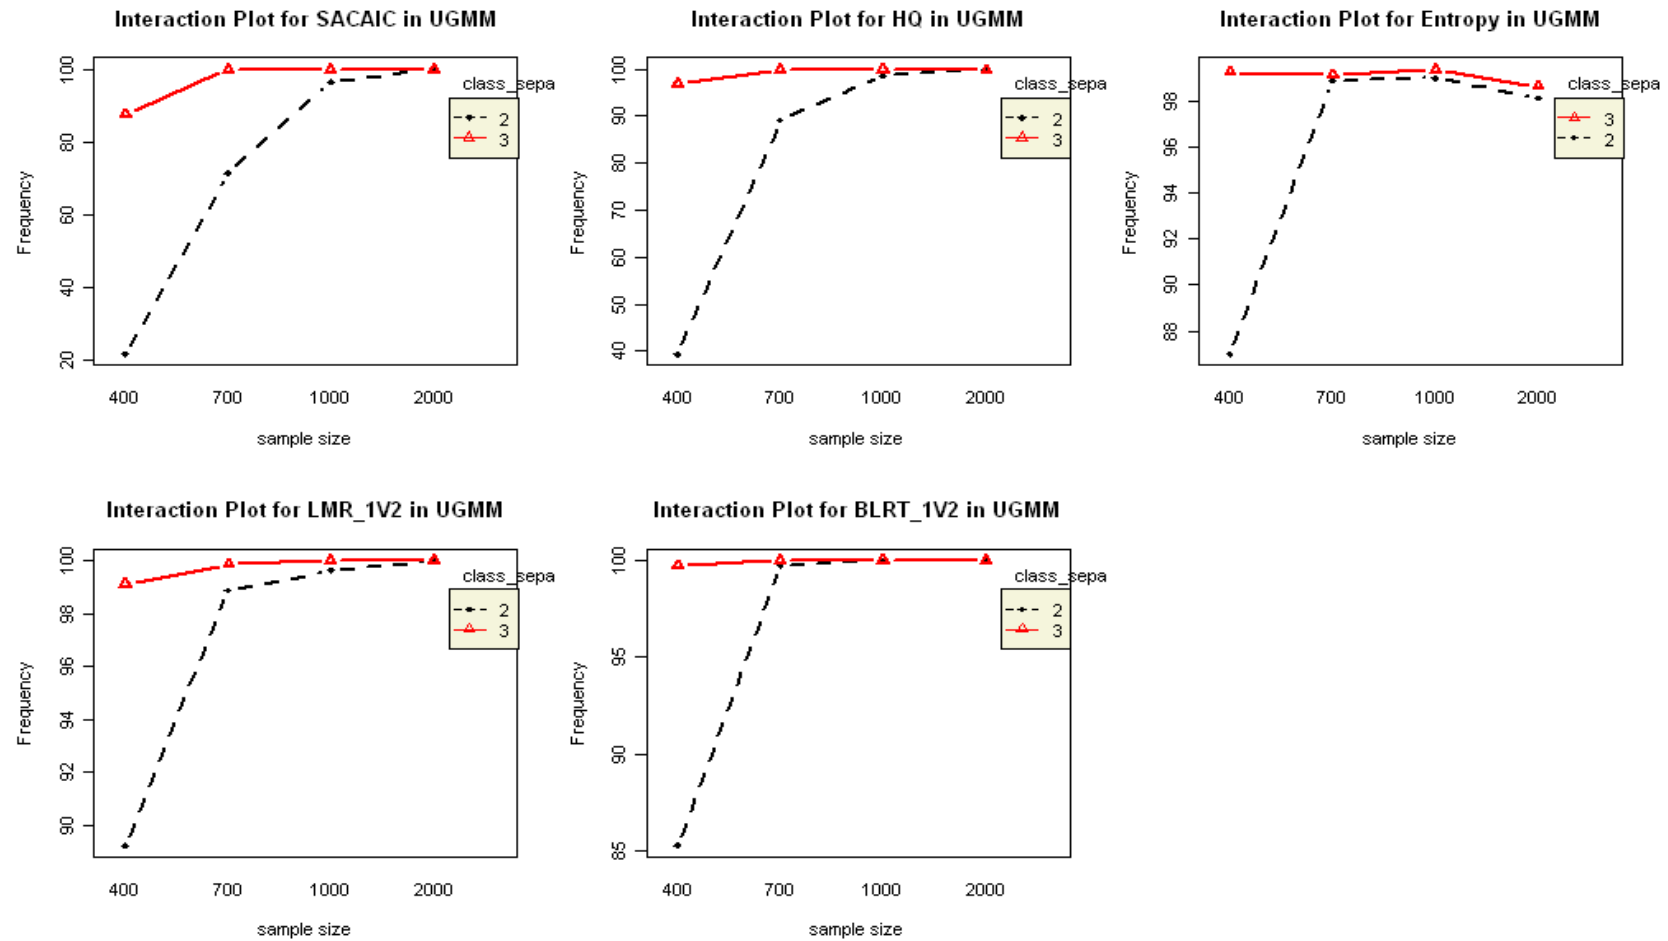 Interaction Plot for SACAIC in UGMM
Frequency
100
80
60
40
20
class_sepa
2
3
400 700 1000 2000
sample size
Interaction Plot for HQ in UGMM
Frequency
100
90
80
70
60
50
40
class_sepa
2
3
400 700 1000 2000
sample size
Interaction Plot for Entropy in UGMM
Frequency
98
96
94
92
90
88
class_sepa
3
2
400 700 1000 2000
sample size
Interaction Plot for LMR_1V2 in UGMM
Frequency
100
98
96
94
92
90
class_sepa
2
3
400 700 1000 2000
sample size
Interaction Plot for BLRT_1V2 in UGMM
Frequency
100
95
90
85
class_sepa
2
3
400 700 1000 2000
sample size